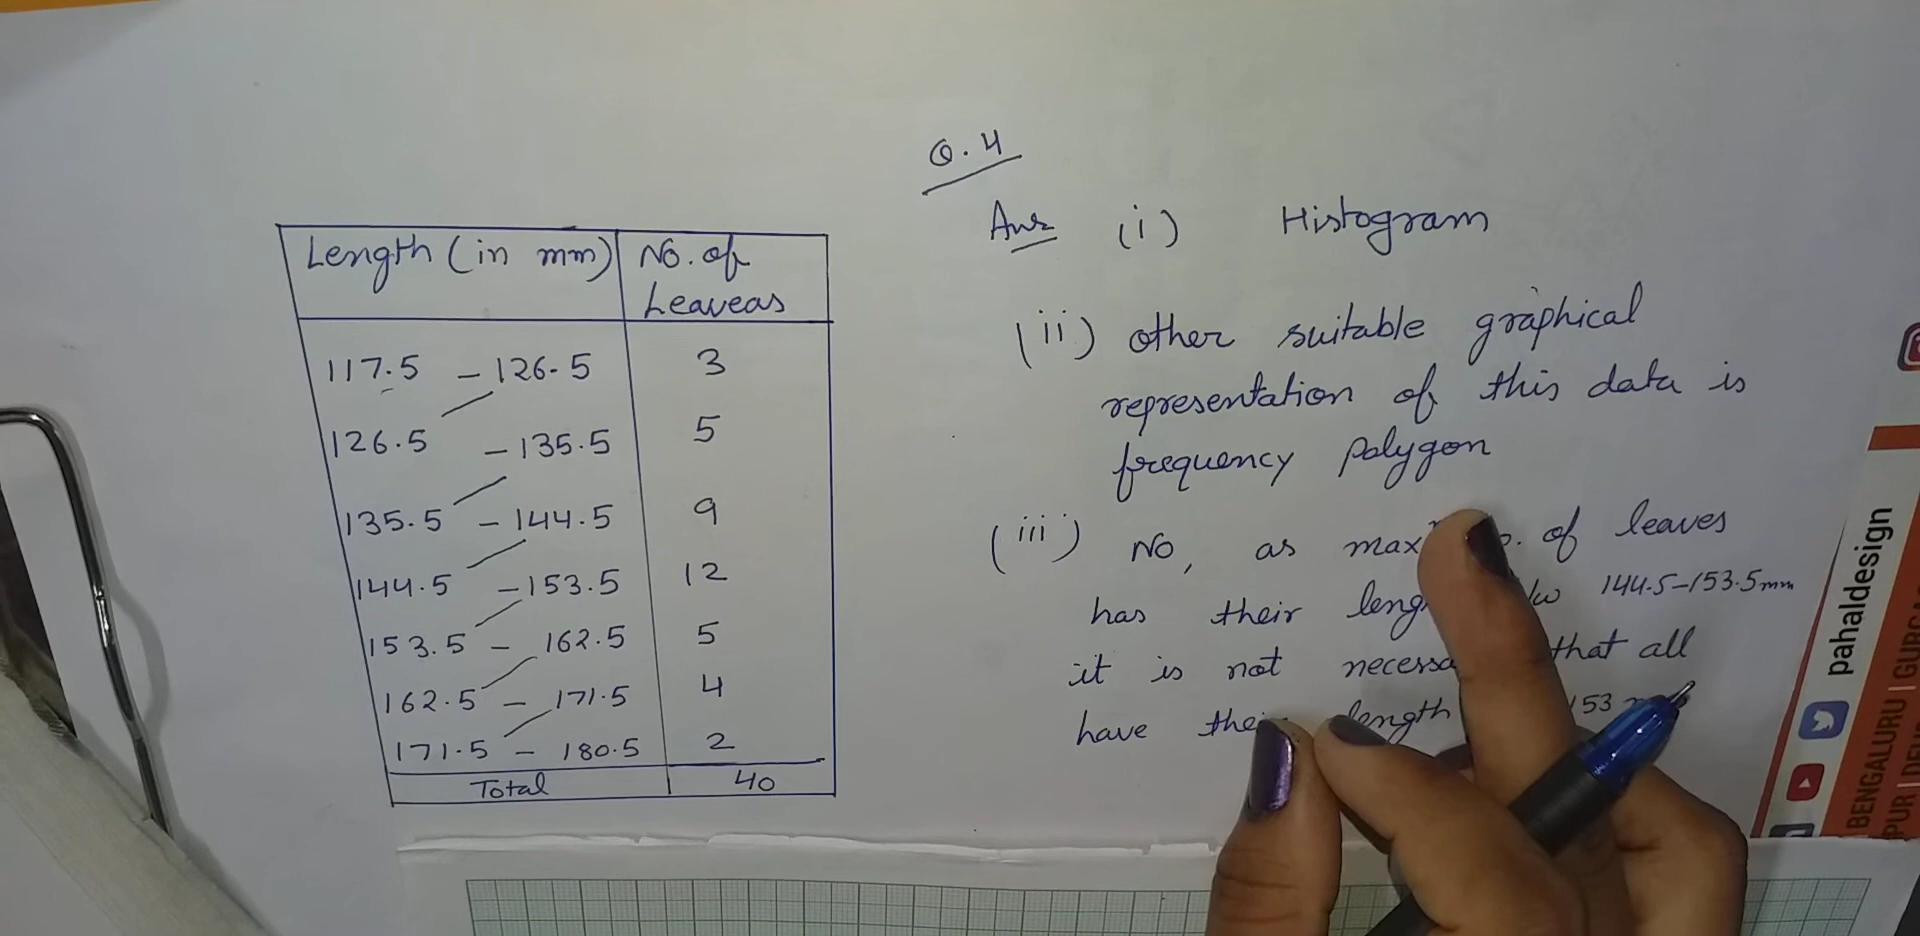 Q.4
Length (in mm) No. of
Leaveas
117.5 - 126.5 3
126.5 - 135.5 5
135.5 - 144.5 9
144.5 - 153.5 12
153.5 - 162.5 5
162.5 - 171.5 4
171.5 - 180.5 2
Total 40
Ans (i) Histogram
(ii) other suitable graphical
representation of this data is
frequency polygon
(iii) No, as max of leaves
has their 144.5-153.5mm
it is not that all
have length 153
pahaldesign
BENGALURU